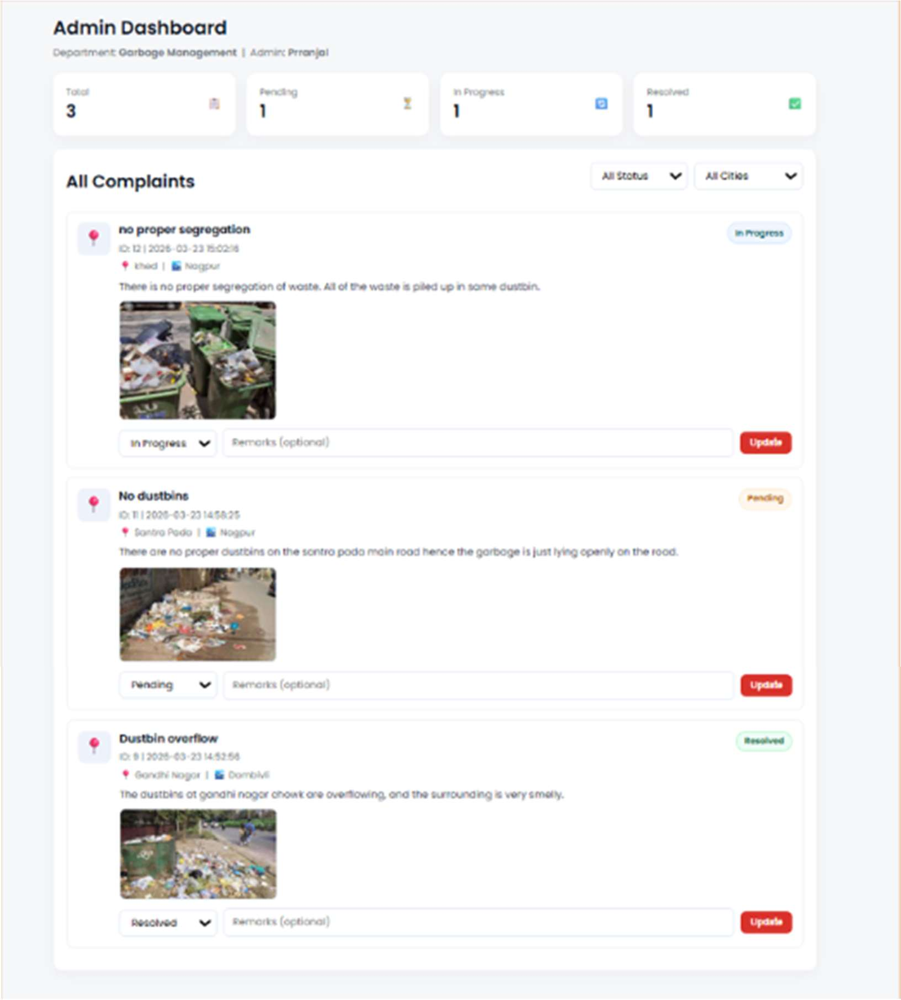 Admin Dashboard
Department: Garbage Management | Admin: Prranjal
Total
3
Pending
1
In Progress
1
Resolved
1
All Complaints
All Status
All Cities
no proper segregation
In Progress
ID: 12 | 2026-03-23 15:02:16
khed | Nagpur
There is no proper segregation of waste. All of the waste is piled up in same dustbin.
In Progress
Remarks (optional)
Update
No dustbins
Pending
ID: 11 | 2026-03-23 14:58:25
Santra Pada | Nagpur
There are no proper dustbins on the santra pada main road hence the garbage is just lying openly on the road.
Pending
Remarks (optional)
Update
Dustbin overflow
Resolved
ID: 9 | 2026-03-23 14:52:56
Gandhi Nagar | Dombivli
The dustbins at gandhi nagar chowk are overflowing, and the surrounding is very smelly.
Resolved
Remarks (optional)
Update